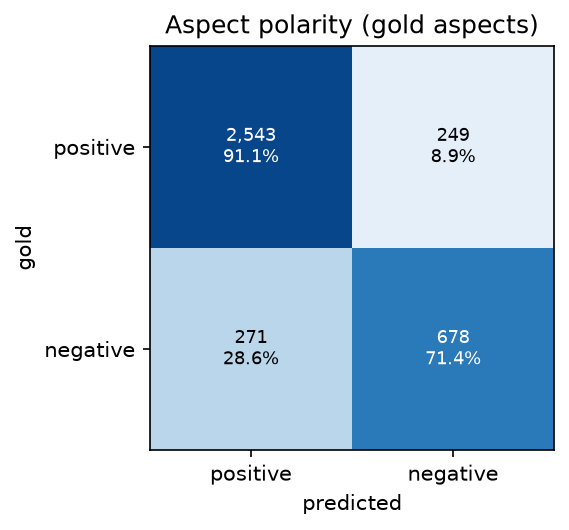 Aspect polarity (gold aspects)
positive
2,543
91.1%
249
8.9%
gold
negative
271
28.6%
678
71.4%
positive
negative
predicted